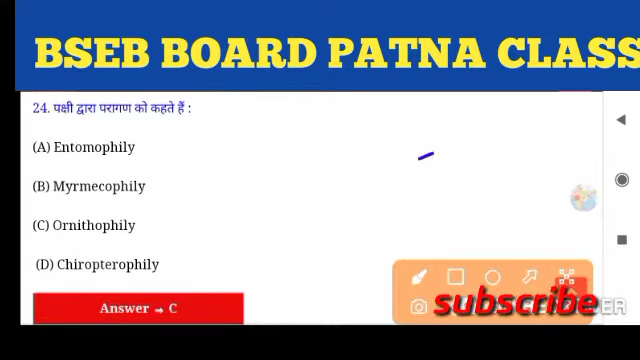 BSEB BOARD PATNA CLASS
24. पक्षी द्वारा परागण को कहते हैं :
(A) Entomophily
(B) Myrmecophily
(C) Ornithophily
(D) Chiropterophily
Answer → C
subscribe